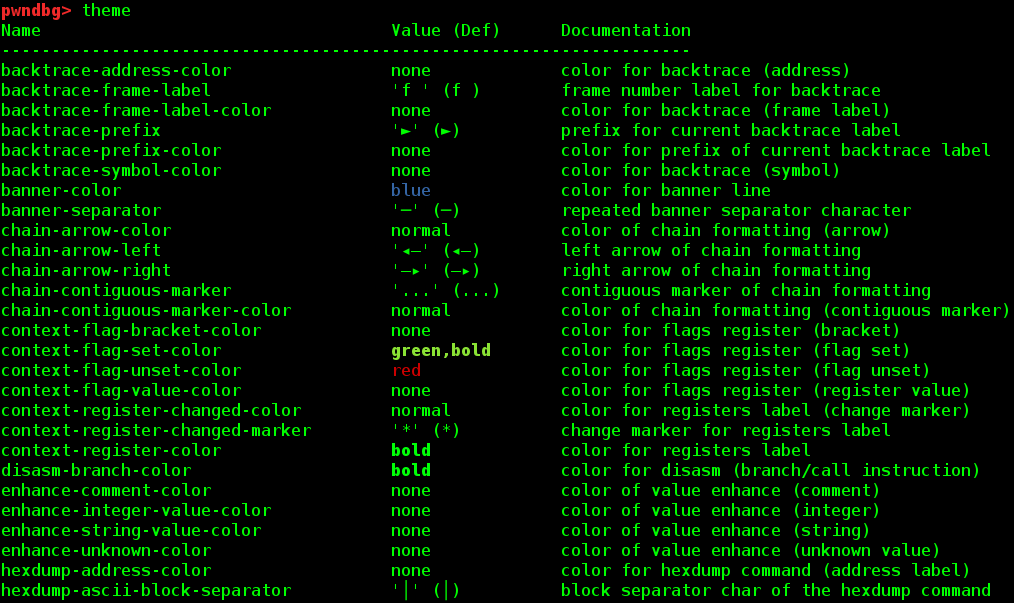 pwndbg> theme
Name Value (Def) Documentation
---------------------------------------------------------------------
backtrace-address-color none color for backtrace (address)
backtrace-frame-label 'f ' (f ) frame number label for backtrace
backtrace-frame-label-color none color for backtrace (frame label)
backtrace-prefix '►' (►) prefix for current backtrace label
backtrace-prefix-color none color for prefix of current backtrace label
backtrace-symbol-color none color for backtrace (symbol)
banner-color blue color for banner line
banner-separator '─' (─) repeated banner separator character
chain-arrow-color normal color of chain formatting (arrow)
chain-arrow-left '◂—' (◂—) left arrow of chain formatting
chain-arrow-right '—▸' (—▸) right arrow of chain formatting
chain-contiguous-marker '...' (...) contiguous marker of chain formatting
chain-contiguous-marker-color normal color of chain formatting (contiguous marker)
context-flag-bracket-color none color for flags register (bracket)
context-flag-set-color green,bold color for flags register (flag set)
context-flag-unset-color red color for flags register (flag unset)
context-flag-value-color none color for flags register (register value)
context-register-changed-color normal color for registers label (change marker)
context-register-changed-marker '*' (*) change marker for registers label
context-register-color bold color for registers label
disasm-branch-color bold color for disasm (branch/call instruction)
enhance-comment-color none color of value enhance (comment)
enhance-integer-value-color none color of value enhance (integer)
enhance-string-value-color none color of value enhance (string)
enhance-unknown-color none color of value enhance (unknown value)
hexdump-address-color none color for hexdump command (address label)
hexdump-ascii-block-separator '│' (│) block separator char of the hexdump command